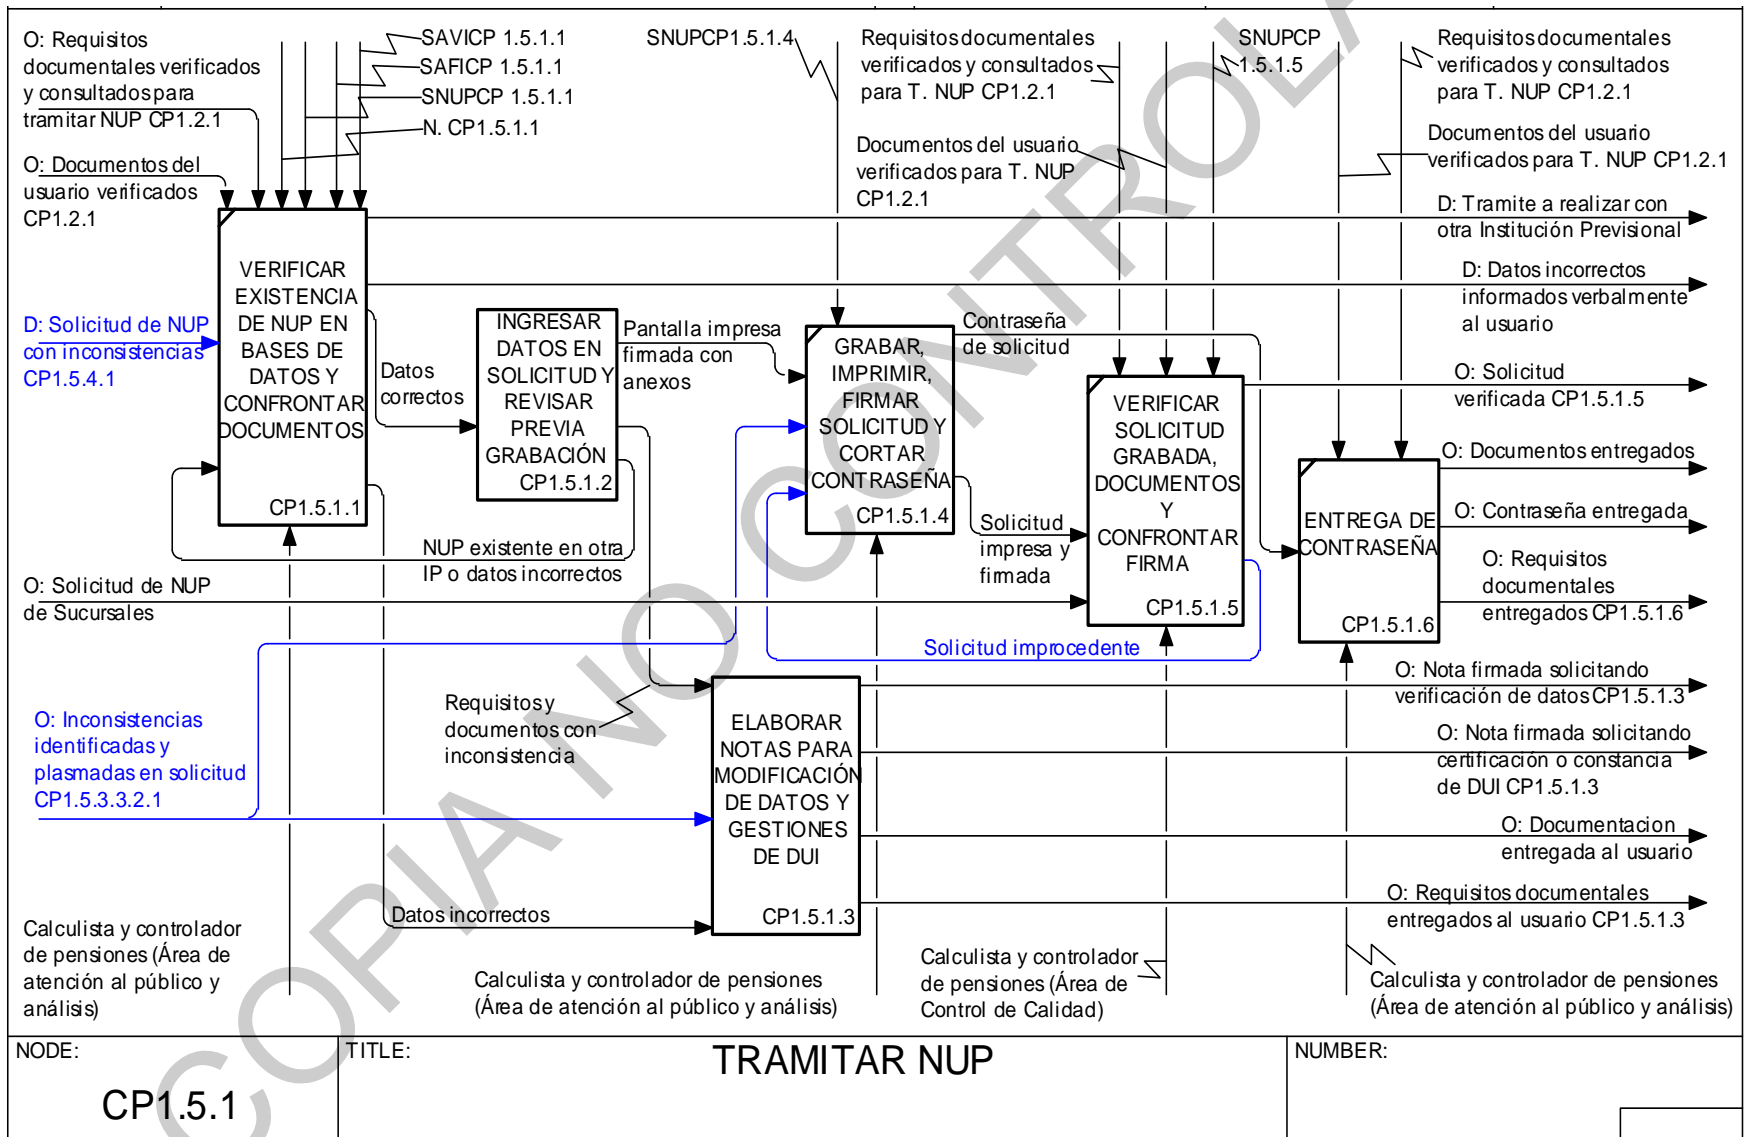 O: Requisitos
documentales verificados
y consultados para
tramitar NUP CP1.2.1
O: Documentos del
usuario verificados
CP1.2.1
SAVICP 1.5.1.1
SAFICP 1.5.1.1
SNUPCP 1.5.1.1
N. CP1.5.1.1
SNUPCP1.5.1.4
Requisitos documentales
verificados y consultados
para T. NUP CP1.2.1
Documentos del usuario
verificados para T. NUP
CP1.2.1
SNUPCP
1.5.1.5
Requisitos documentales
verificados y consultados
para T. NUP CP1.2.1
Documentos del usuario
verificados para T. NUP CP1.2.1
D: Tramite a realizar con
otra Institución Previsional
D: Datos incorrectos
informados verbalmente
al usuario
D: Solicitud de NUP
con inconsistencias
CP1.5.4.1
VERIFICAR
EXISTENCIA
DE NUP EN
BASES DE
DATOS Y
CONFRONTAR
DOCUMENTOS
CP1.5.1.1
Datos
correctos
INGRESAR
DATOS EN
SOLICITUD Y
REVISAR
PREVIA
GRABACIÓN
CP1.5.1.2
Pantalla impresa
firmada con
anexos
GRABAR,
IMPRIMIR,
FIRMAR
SOLICITUD Y
CORTAR
CONTRASEÑA
CP1.5.1.4
Contraseña
de solicitud
Solicitud
impresa y
firmada
VERIFICAR
SOLICITUD
GRABADA,
DOCUMENTOS
Y
CONFRONTAR
FIRMA
CP1.5.1.5
ENTREGA DE
CONTRASEÑA
CP1.5.1.6
O: Solicitud
verificada CP1.5.1.5
O: Documentos entregados
O: Contraseña entregada
O: Requisitos
documentales
entregados CP1.5.1.6
NUP existente en otra
IP o datos incorrectos
O: Solicitud de NUP
de Sucursales
Solicitud improcedente
O: Inconsistencias
identificadas y
plasmadas en solicitud
CP1.5.3.3.2.1
Requisitos y
documentos con
inconsistencia
ELABORAR
NOTAS PARA
MODIFICACIÓN
DE DATOS Y
GESTIONES
DE DUI
CP1.5.1.3
O: Nota firmada solicitando
verificación de datos CP1.5.1.3
O: Nota firmada solicitando
certificación o constancia
de DUI CP1.5.1.3
O: Documentacion
entregada al usuario
O: Requisitos documentales
entregados al usuario CP1.5.1.3
Datos incorrectos
Calculista y controlador
de pensiones (Área de
atención al público y
análisis)
Calculista y controlador de pensiones
(Área de atención al público y análisis)
Calculista y controlador
de pensiones (Área de
Control de Calidad)
Calculista y controlador de pensiones
(Área de atención al público y análisis)
COPIA NO CONTROLA
NODE:
CP1.5.1
TITLE:
TRAMITAR NUP
NUMBER: